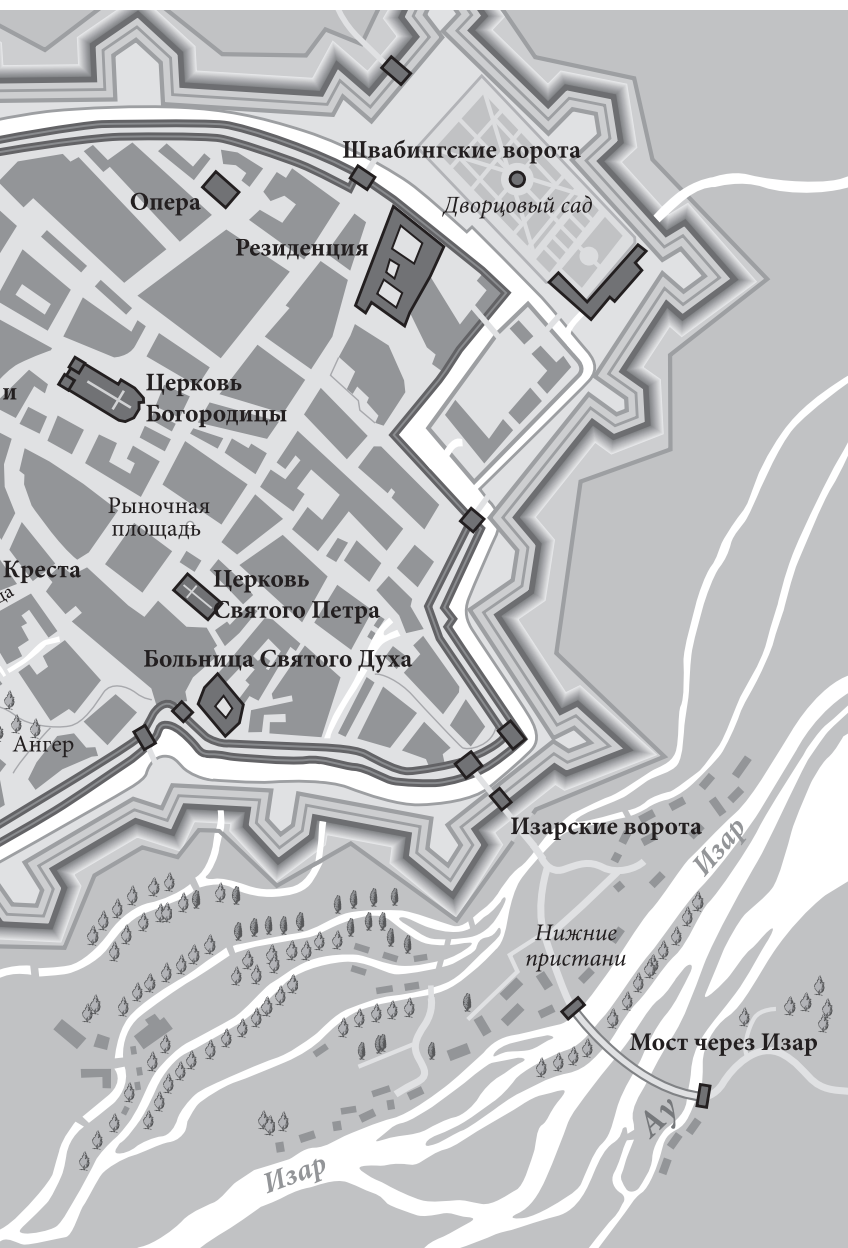 Швабингские ворота
Опера
Дворцовый сад
Резиденция
Церковь
Богородицы
и
Рыночная
площадь
Креста
ца
Церковь
Святого Петра
Больница Святого Духа
Ангер
Изарские ворота
Изар
Нижние
пристани
Мост через Изар
Ау
Изар